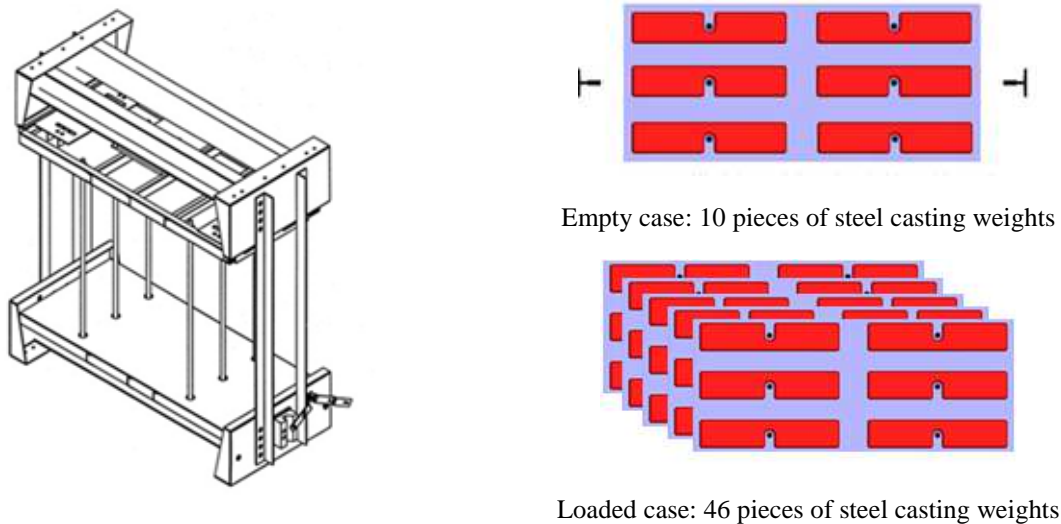 Empty case: 10 pieces of steel casting weights
Loaded case: 46 pieces of steel casting weights